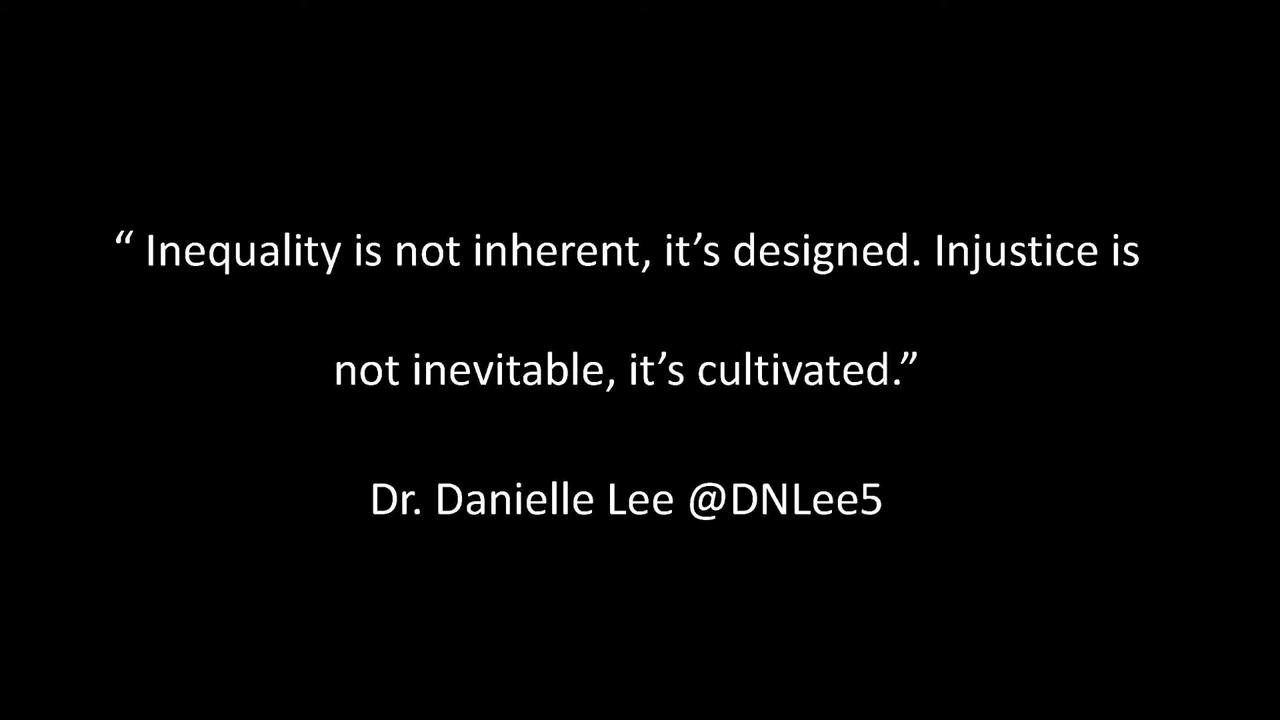 “ Inequality is not inherent, it’s designed. Injustice is
not inevitable, it’s cultivated.”
Dr. Danielle Lee @DNLee5